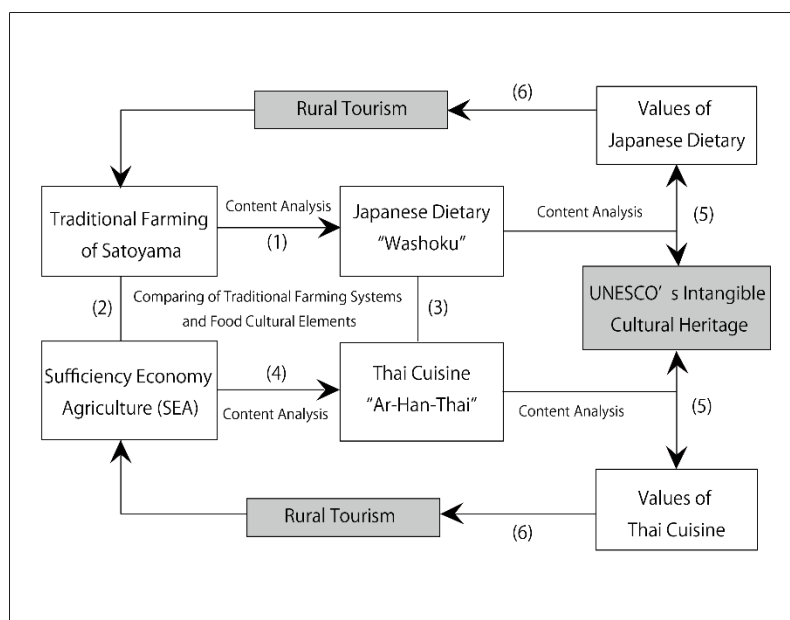 Rural Tourism
(6)
Values of
Japanese Dietary
Traditional Farming
of Satoyama
Content Analysis
(1)
Japanese Dietary
“Washoku”
Content Analysis
(5)
(2)
Comparing of Traditional Farming Systems
and Food Cultural Elements
(3)
UNESCO’ s Intangible
Cultural Heritage
Sufficiency Economy
Agriculture (SEA)
(4)
Content Analysis
Thai Cuisine
“Ar-Han-Thai”
Content Analysis
(5)
Rural Tourism
(6)
Values of
Thai Cuisine